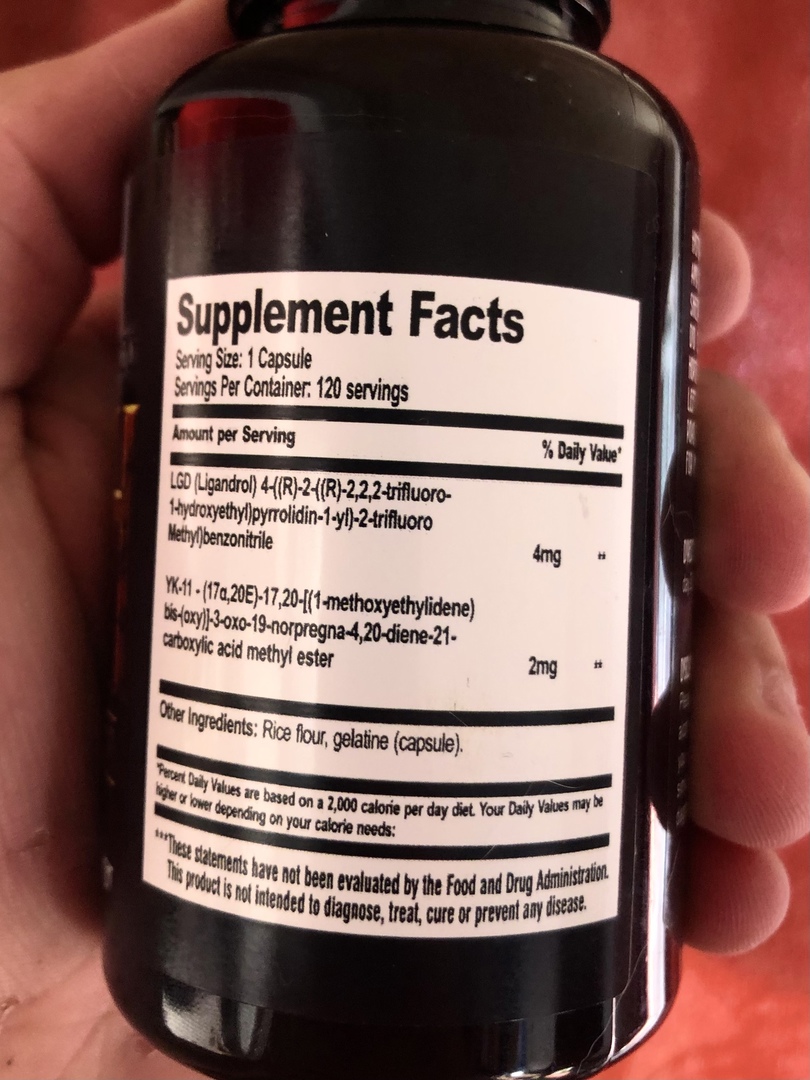 Supplement Facts
Serving Size: 1 Capsule
Servings Per Container: 120 servings
Amount per Serving % Daily Value*
LGD (Ligandrol) 4-((R)-2-((R)-2,2,2-trifluoro-
1-hydroxyethyl)pyrrolidin-1-yl)-2-trifluoro
Methyl)benzonitrile
4mg **
YK-11 - (17α,20E)-17,20-[(1-methoxyethylidene)
bis-(oxy)]-3-oxo-19-norpregna-4,20-diene-21-
carboxylic acid methyl ester
2mg **
Other Ingredients: Rice flour, gelatine (capsule).
*Percent Daily Values are based on a 2,000 calorie per day diet. Your Daily Values may be
higher or lower depending on your calorie needs:
***These statements have not been evaluated by the Food and Drug Administration.
This product is not intended to diagnose, treat, cure or prevent any disease.